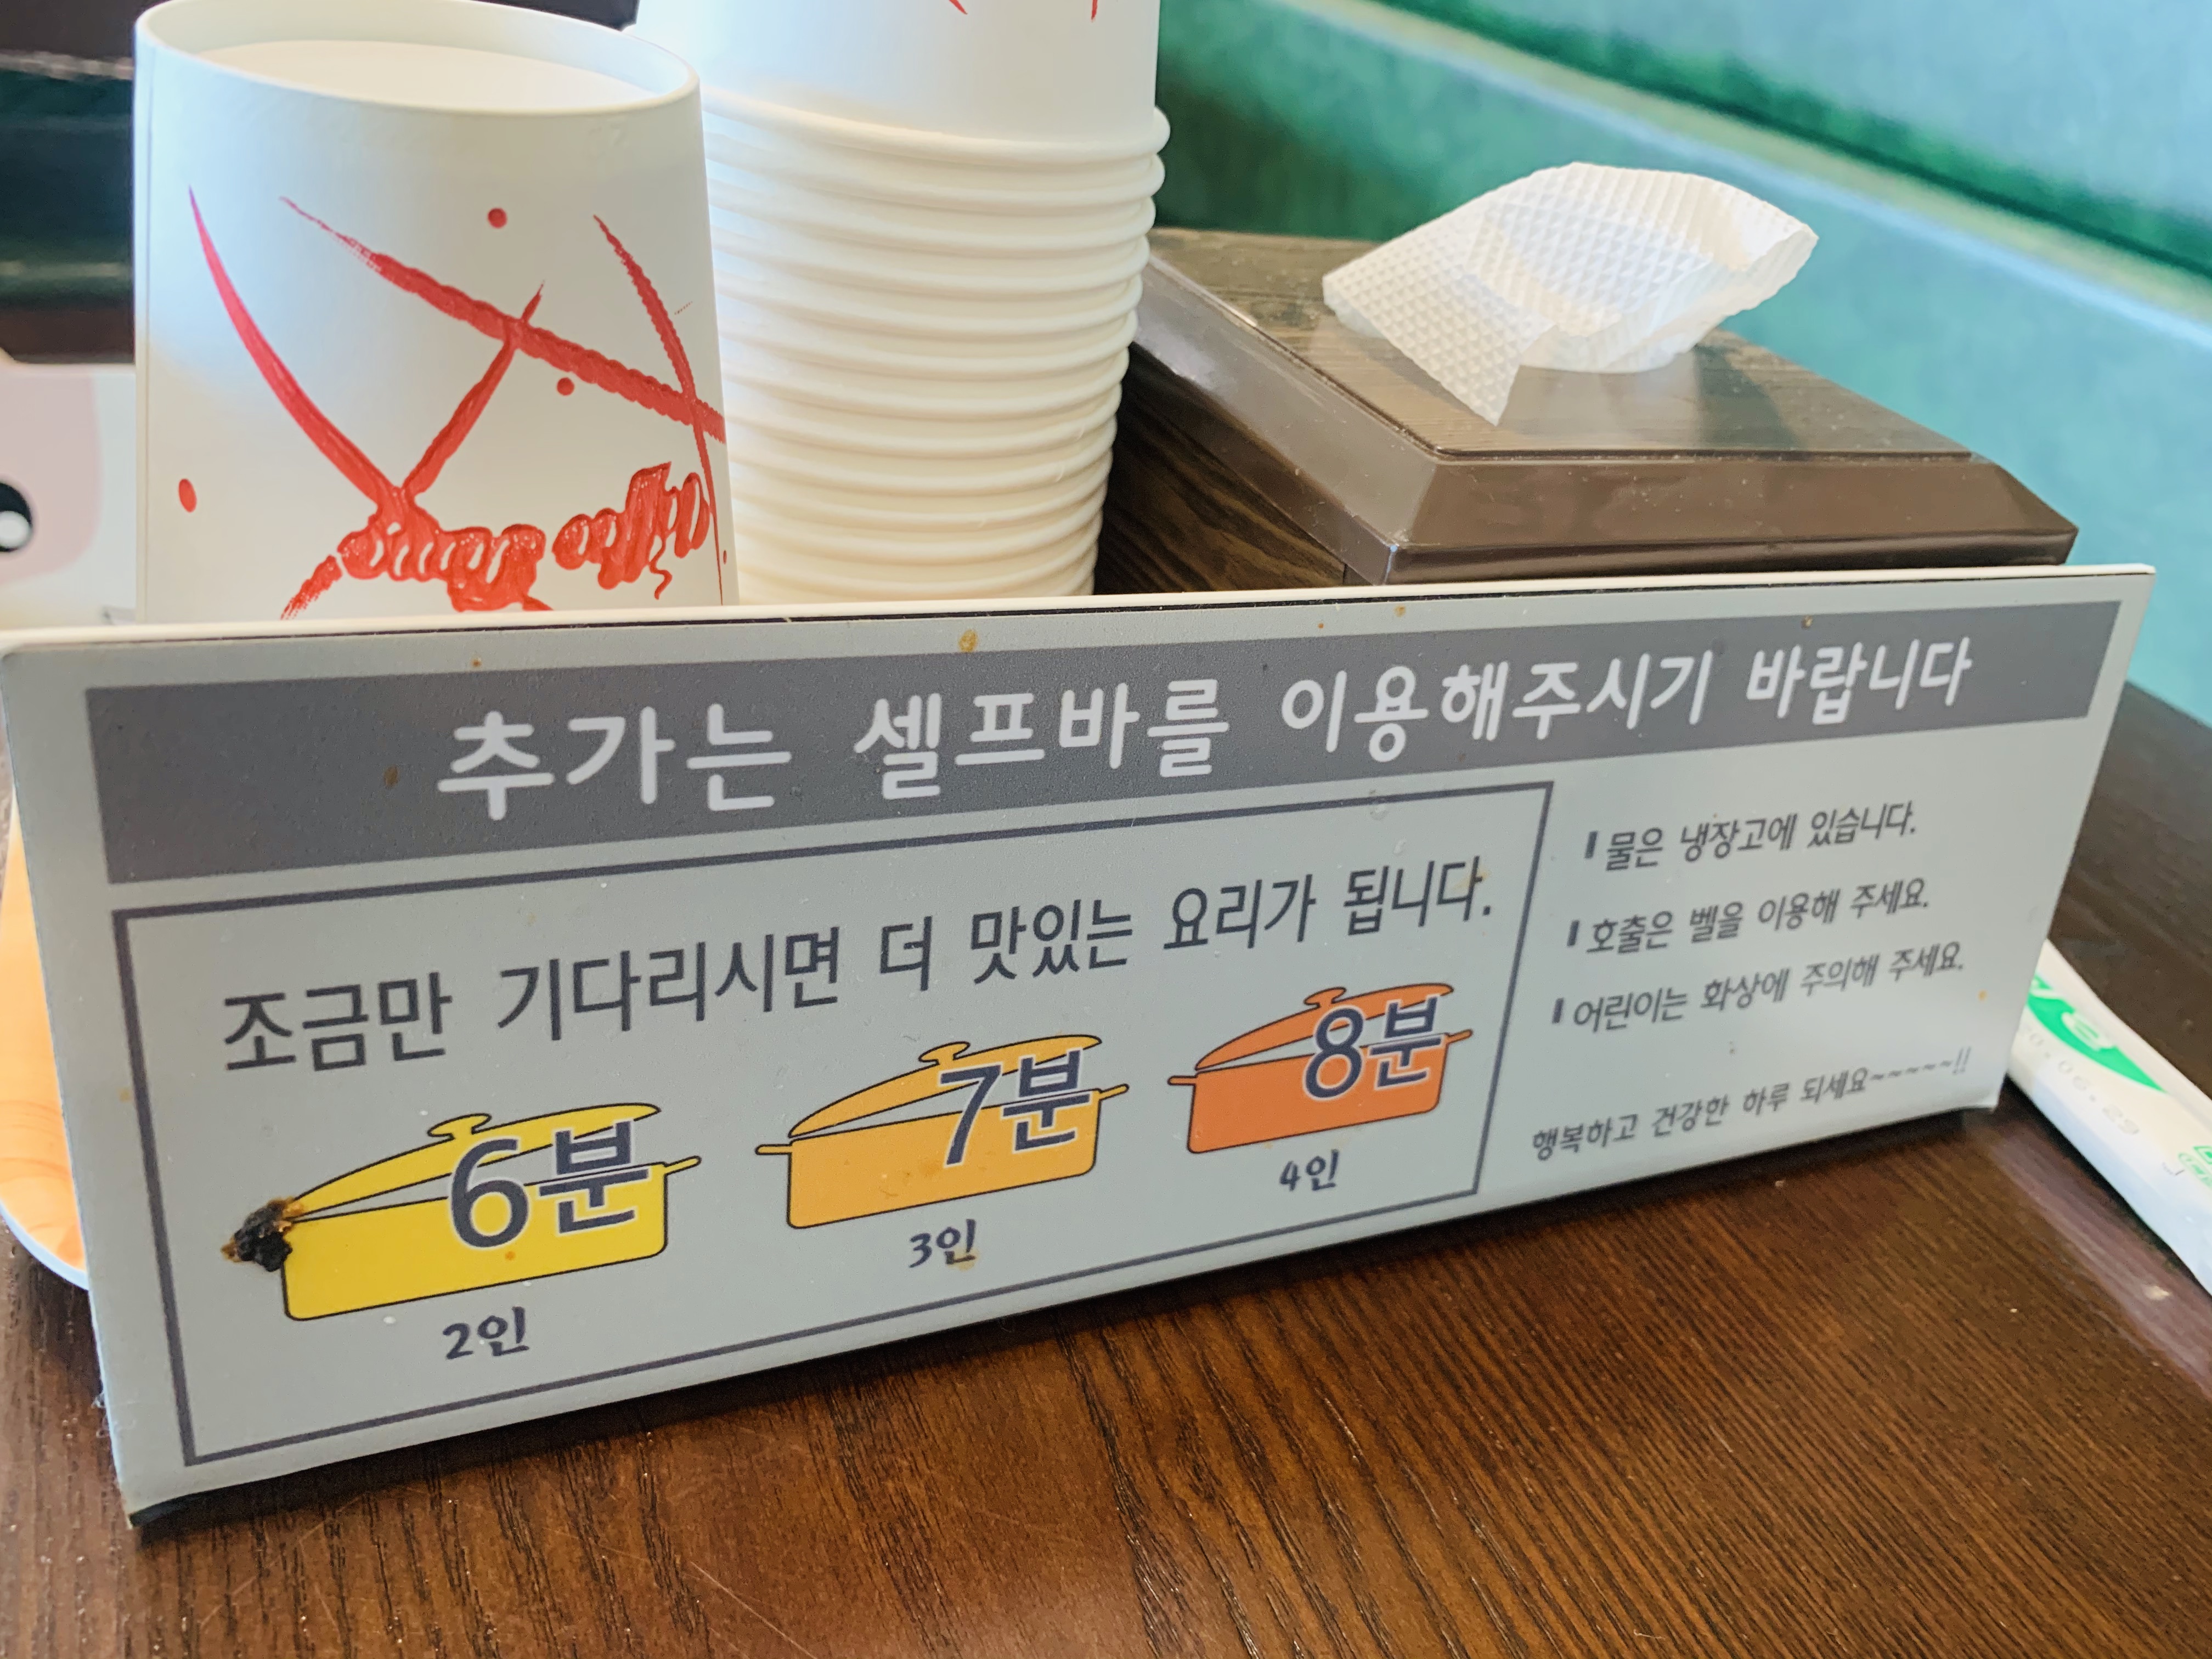 추가는 셀프바를 이용해주시기 바랍니다
조금만 기다리시면 더 맛있는 요리가 됩니다.
6분
7분
8분
2인
3인
4인
물은 냉장고에 있습니다.
호출은 벨을 이용해 주세요.
어린이는 화상에 주의해 주세요.
행복하고 건강한 하루 되세요~~~~~!!